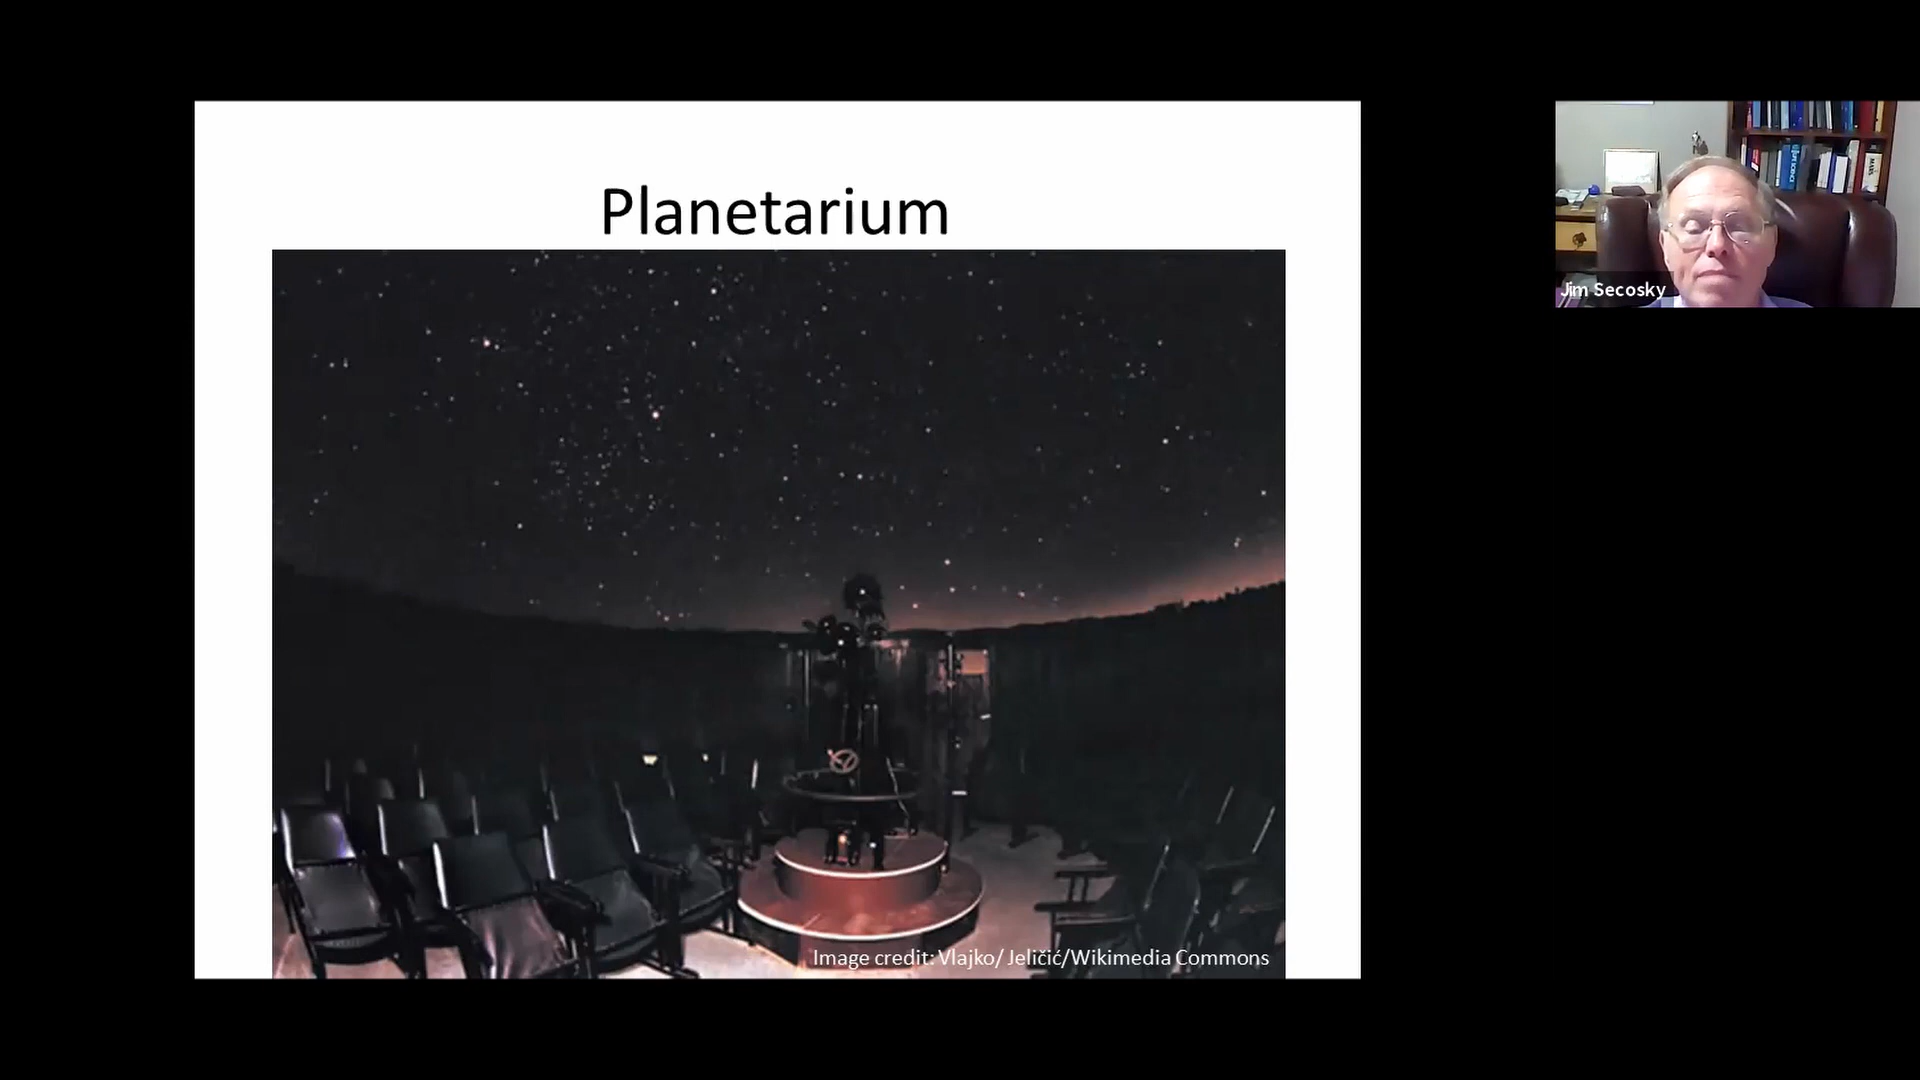 Planetarium
Jim Secosky
Image credit: Vlajko/ Jeličić/Wikimedia Commons